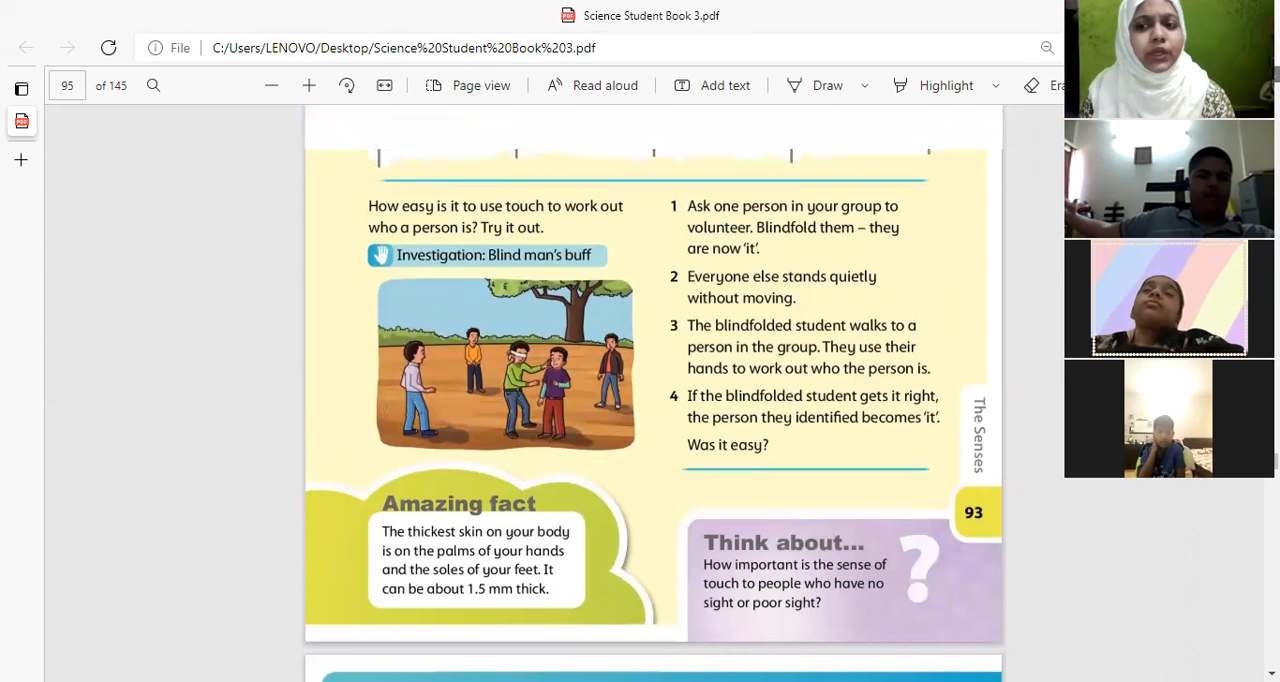 Science Student Book 3.pdf
File
C:/Users/LENOVO/Desktop/Science%20Student%20Book%203.pdf
95 of 145
Page view
Read aloud
Add text
Draw
Highlight
Era
How easy is it to use touch to work out
who a person is? Try it out.
Investigation: Blind man's buff
1 Ask one person in your group to
volunteer. Blindfold them – they
are now 'it'.
2 Everyone else stands quietly
without moving.
3 The blindfolded student walks to a
person in the group. They use their
hands to work out who the person is.
4 If the blindfolded student gets it right,
the person they identified becomes 'it'.
Was it easy?
The Senses
93
Amazing fact
The thickest skin on your body
is on the palms of your hands
and the soles of your feet. It
can be about 1.5 mm thick.
Think about...
How important is the sense of
touch to people who have no
sight or poor sight?
?